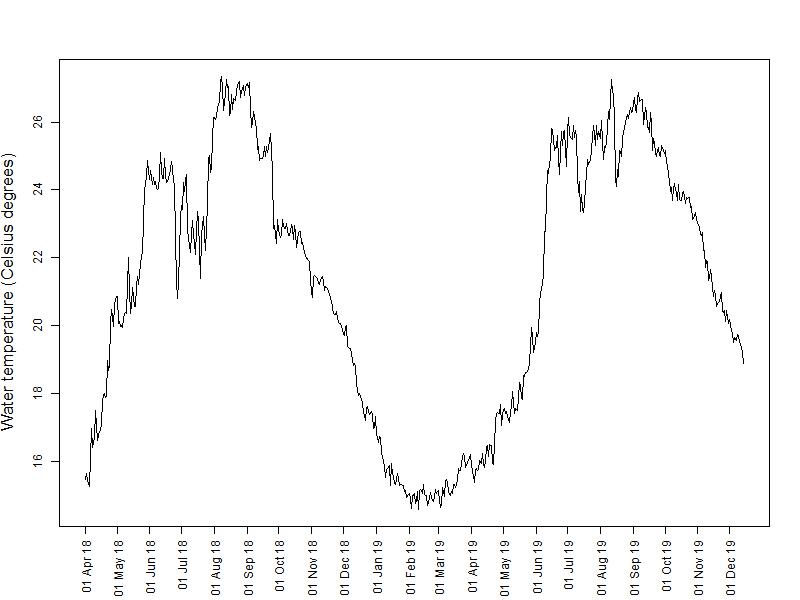 Water temperature (Celsius degrees)
26
24
22
20
18
16
01 Apr 18
01 May 18
01 Jun 18
01 Jul 18
01 Aug 18
01 Sep 18
01 Oct 18
01 Nov 18
01 Dec 18
01 Jan 19
01 Feb 19
01 Mar 19
01 Apr 19
01 May 19
01 Jun 19
01 Jul 19
01 Aug 19
01 Sep 19
01 Oct 19
01 Nov 19
01 Dec 19